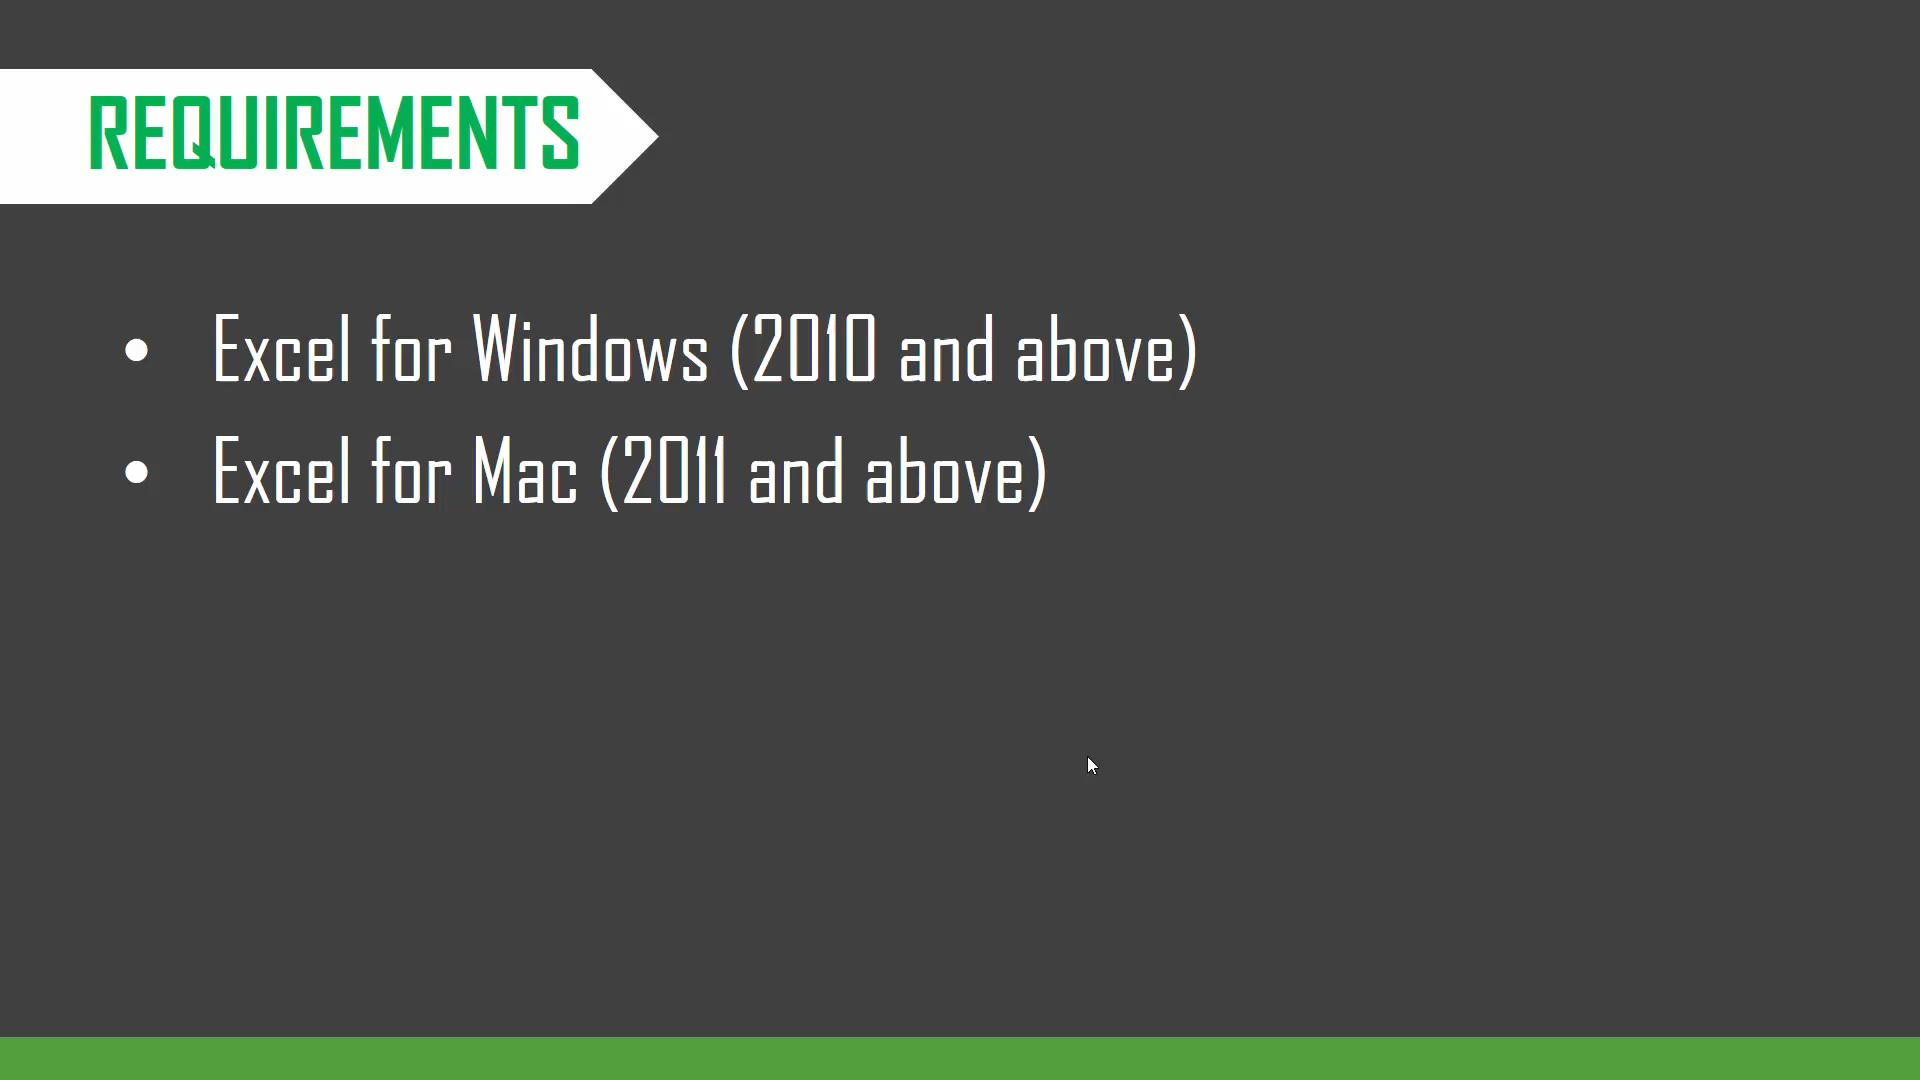 REQUIREMENTS
• Excel for Windows (2010 and above)
• Excel for Mac (2011 and above)